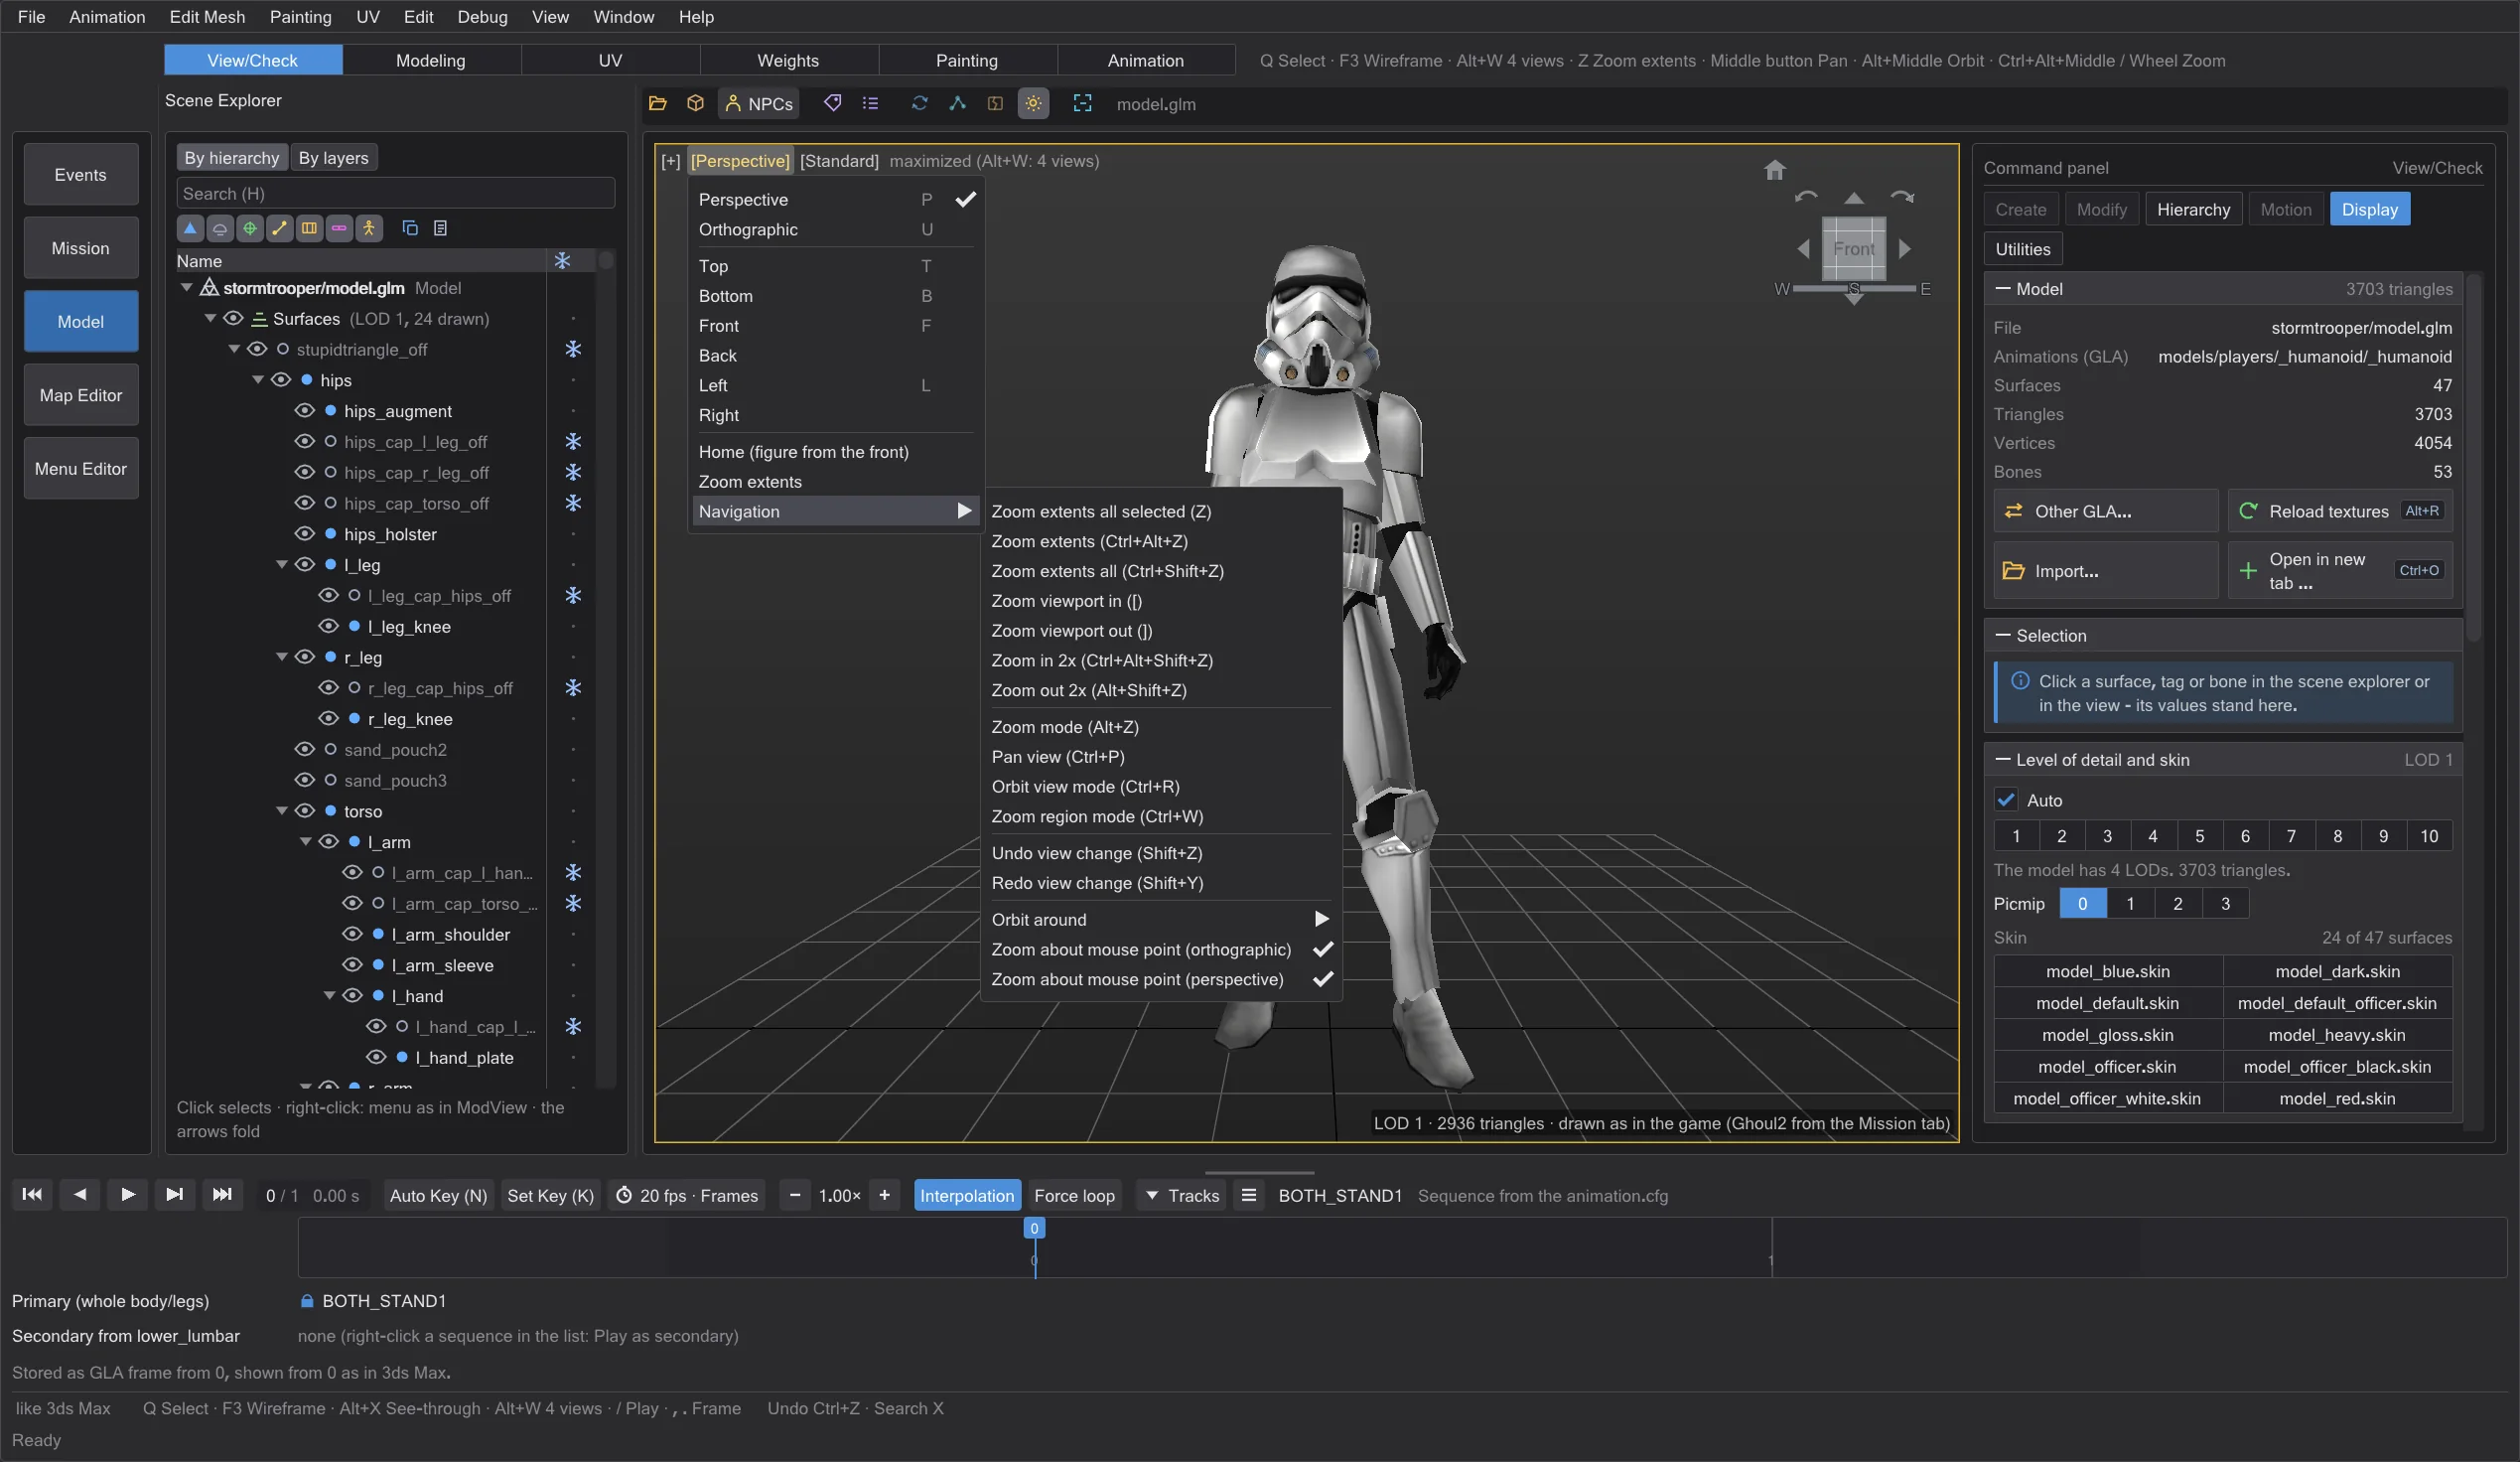 File Animation Edit Mesh Painting UV Edit Debug View Window Help
View/Check Modeling UV Weights Painting Animation Q Select · F3 Wireframe · Alt+W 4 views · Z Zoom extents · Middle button Pan · Alt+Middle Orbit · Ctrl+Alt+Middle / Wheel Zoom
Scene Explorer
NPCs model.glm
Events
Mission
Model
Map Editor
Menu Editor
By hierarchy By layers
Search (H)
Name
stormtrooper/model.glm Model
Surfaces (LOD 1, 24 drawn)
stupidtriangle_off
hips
hips_augment
hips_cap_l_leg_off
hips_cap_r_leg_off
hips_cap_torso_off
hips_holster
l_leg
l_leg_cap_hips_off
l_leg_knee
r_leg
r_leg_cap_hips_off
r_leg_knee
sand_pouch2
sand_pouch3
torso
l_arm
l_arm_cap_l_han...
l_arm_cap_torso_...
l_arm_shoulder
l_arm_sleeve
l_hand
l_hand_cap_l_...
l_hand_plate
r_arm
Click selects · right-click: menu as in ModView · the
arrows fold
[+] [Perspective] [Standard] maximized (Alt+W: 4 views)
Perspective P
Orthographic U
Top T
Bottom B
Front F
Back
Left L
Right
Home (figure from the front)
Zoom extents
Navigation
Zoom extents all selected (Z)
Zoom extents (Ctrl+Alt+Z)
Zoom extents all (Ctrl+Shift+Z)
Zoom viewport in ([)
Zoom viewport out (])
Zoom in 2x (Ctrl+Alt+Shift+Z)
Zoom out 2x (Alt+Shift+Z)
Zoom mode (Alt+Z)
Pan view (Ctrl+P)
Orbit view mode (Ctrl+R)
Zoom region mode (Ctrl+W)
Undo view change (Shift+Z)
Redo view change (Shift+Y)
Orbit around
Zoom about mouse point (orthographic)
Zoom about mouse point (perspective)
Front
W S E
LOD 1 · 2936 triangles · drawn as in the game (Ghoul2 from the Mission tab)
Command panel View/Check
Create Modify Hierarchy Motion Display
Utilities
Model 3703 triangles
File stormtrooper/model.glm
Animations (GLA) models/players/_humanoid/_humanoid
Surfaces 47
Triangles 3703
Vertices 4054
Bones 53
Other GLA... Reload textures Alt+R
Import... Open in new tab ... Ctrl+O
Selection
Click a surface, tag or bone in the scene explorer or
in the view - its values stand here.
Level of detail and skin LOD 1
Auto
1 2 3 4 5 6 7 8 9 10
The model has 4 LODs. 3703 triangles.
Picmip 0 1 2 3
Skin 24 of 47 surfaces
model_blue.skin model_dark.skin
model_default.skin model_default_officer.skin
model_gloss.skin model_heavy.skin
model_officer.skin model_officer_black.skin
model_officer_white.skin model_red.skin
0 / 1 0.00 s Auto Key (N) Set Key (K) 20 fps · Frames − 1.00× + Interpolation Force loop Tracks BOTH_STAND1 Sequence from the animation.cfg
0
0 1
Primary (whole body/legs) BOTH_STAND1
Secondary from lower_lumbar none (right-click a sequence in the list: Play as secondary)
Stored as GLA frame from 0, shown from 0 as in 3ds Max.
like 3ds Max Q Select · F3 Wireframe · Alt+X See-through · Alt+W 4 views · / Play · , . Frame Undo Ctrl+Z · Search X
Ready